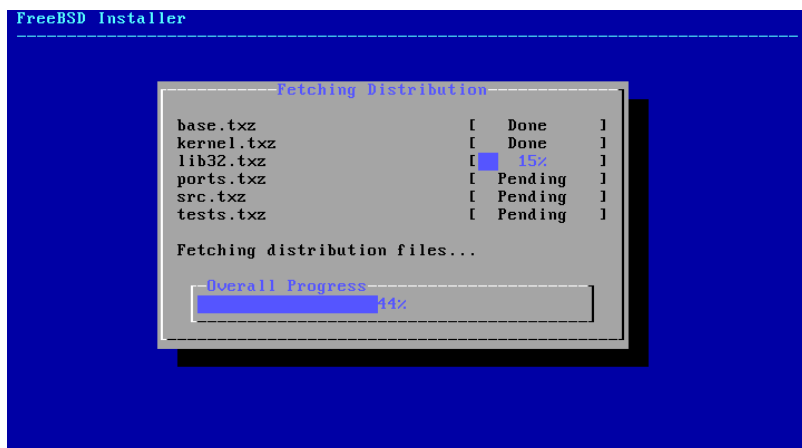 FreeBSD Installer
Fetching Distribution
base.txz [ Done ]
kernel.txz [ Done ]
lib32.txz [ 15% ]
ports.txz [ Pending ]
src.txz [ Pending ]
tests.txz [ Pending ]
Fetching distribution files...
Overall Progress
44%